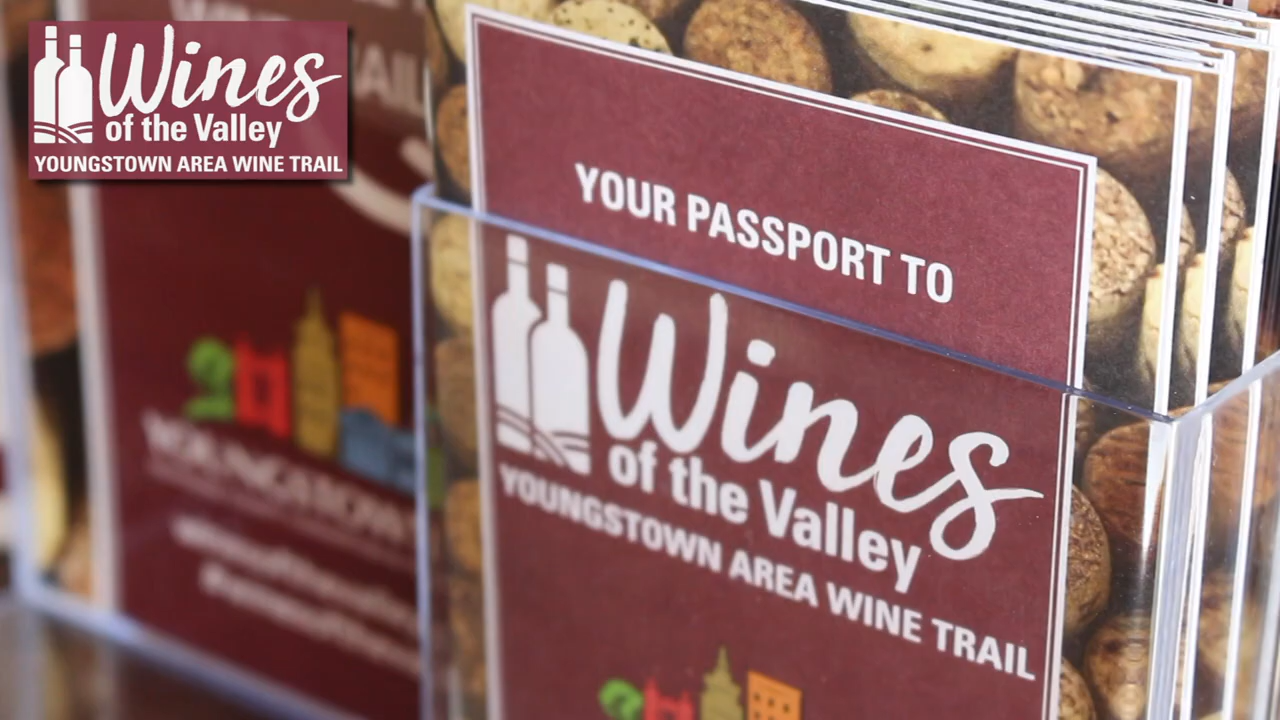 Wines
of the Valley
YOUNGSTOWN AREA WINE TRAIL
YOUR PASSPORT TO
Wines
of the Valley
YOUNGSTOWN AREA WINE TRAIL
YOUNGSTOWN